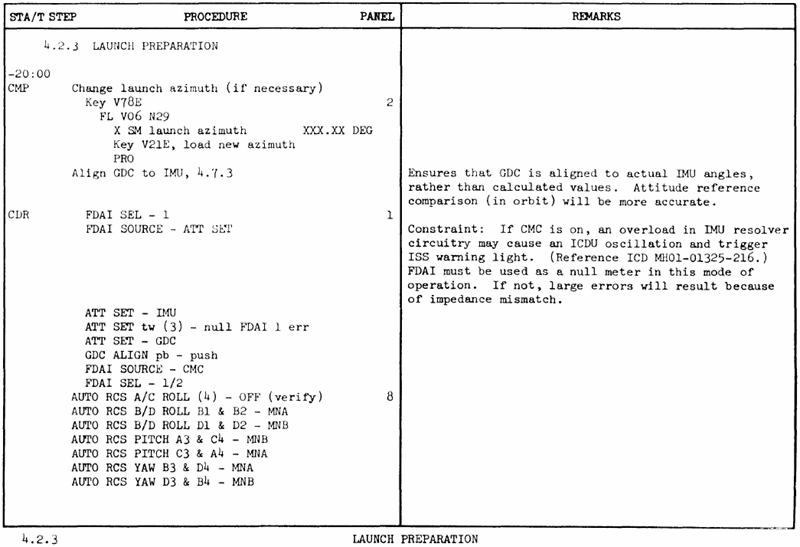 STA/T STEP PROCEDURE PANEL REMARKS
4.2.3 LAUNCH PREPARATION
-20:00
CMP Change launch azimuth (if necessary)
Key V78E 2
FL V06 N29
X SM launch azimuth XXX.XX DEG
Key V21E, load new azimuth
PRO
Align GDC to IMU, 4.7.3
Ensures that GDC is aligned to actual IMU angles,
rather than calculated values. Attitude reference
comparison (in orbit) will be more accurate.
CDR FDAI SEL - 1 1
FDAI SOURCE - ATT SET
Constraint: If CMC is on, an overload in IMU resolver
circuitry may cause an ICDU oscillation and trigger
ISS warning light. (Reference ICD MH01-01325-216.)
FDAI must be used as a null meter in this mode of
operation. If not, large errors will result because
of impedance mismatch.
ATT SET - IMU
ATT SET tw (3) - null FDAI 1 err
ATT SET - GDC
GDC ALIGN pb - push
FDAI SOURCE - CMC
FDAI SEL - 1/2
AUTO RCS A/C ROLL (4) - OFF (verify) 8
AUTO RCS B/D ROLL B1 & B2 - MNA
AUTO RCS B/D ROLL D1 & D2 - MNB
AUTO RCS PITCH A3 & C4 - MNB
AUTO RCS PITCH C3 & A4 - MNA
AUTO RCS YAW B3 & D4 - MNA
AUTO RCS YAW D3 & B4 - MNB
4.2.3 LAUNCH PREPARATION